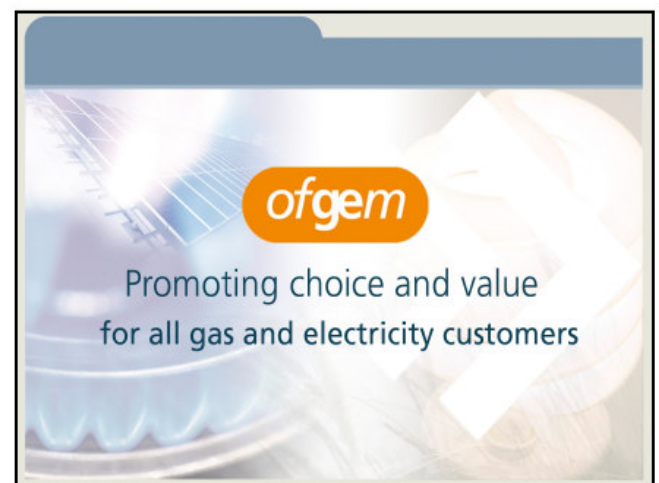 ofgem
Promoting choice and value
for all gas and electricity customers